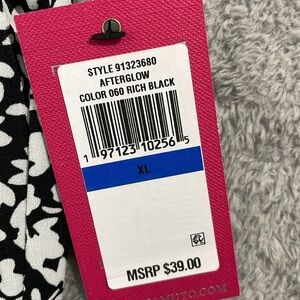 STYLE 91323680
AFTERGLOW
COLOR 060 RICH BLACK
1 97123 10256 5
XL
MSRP $39.00